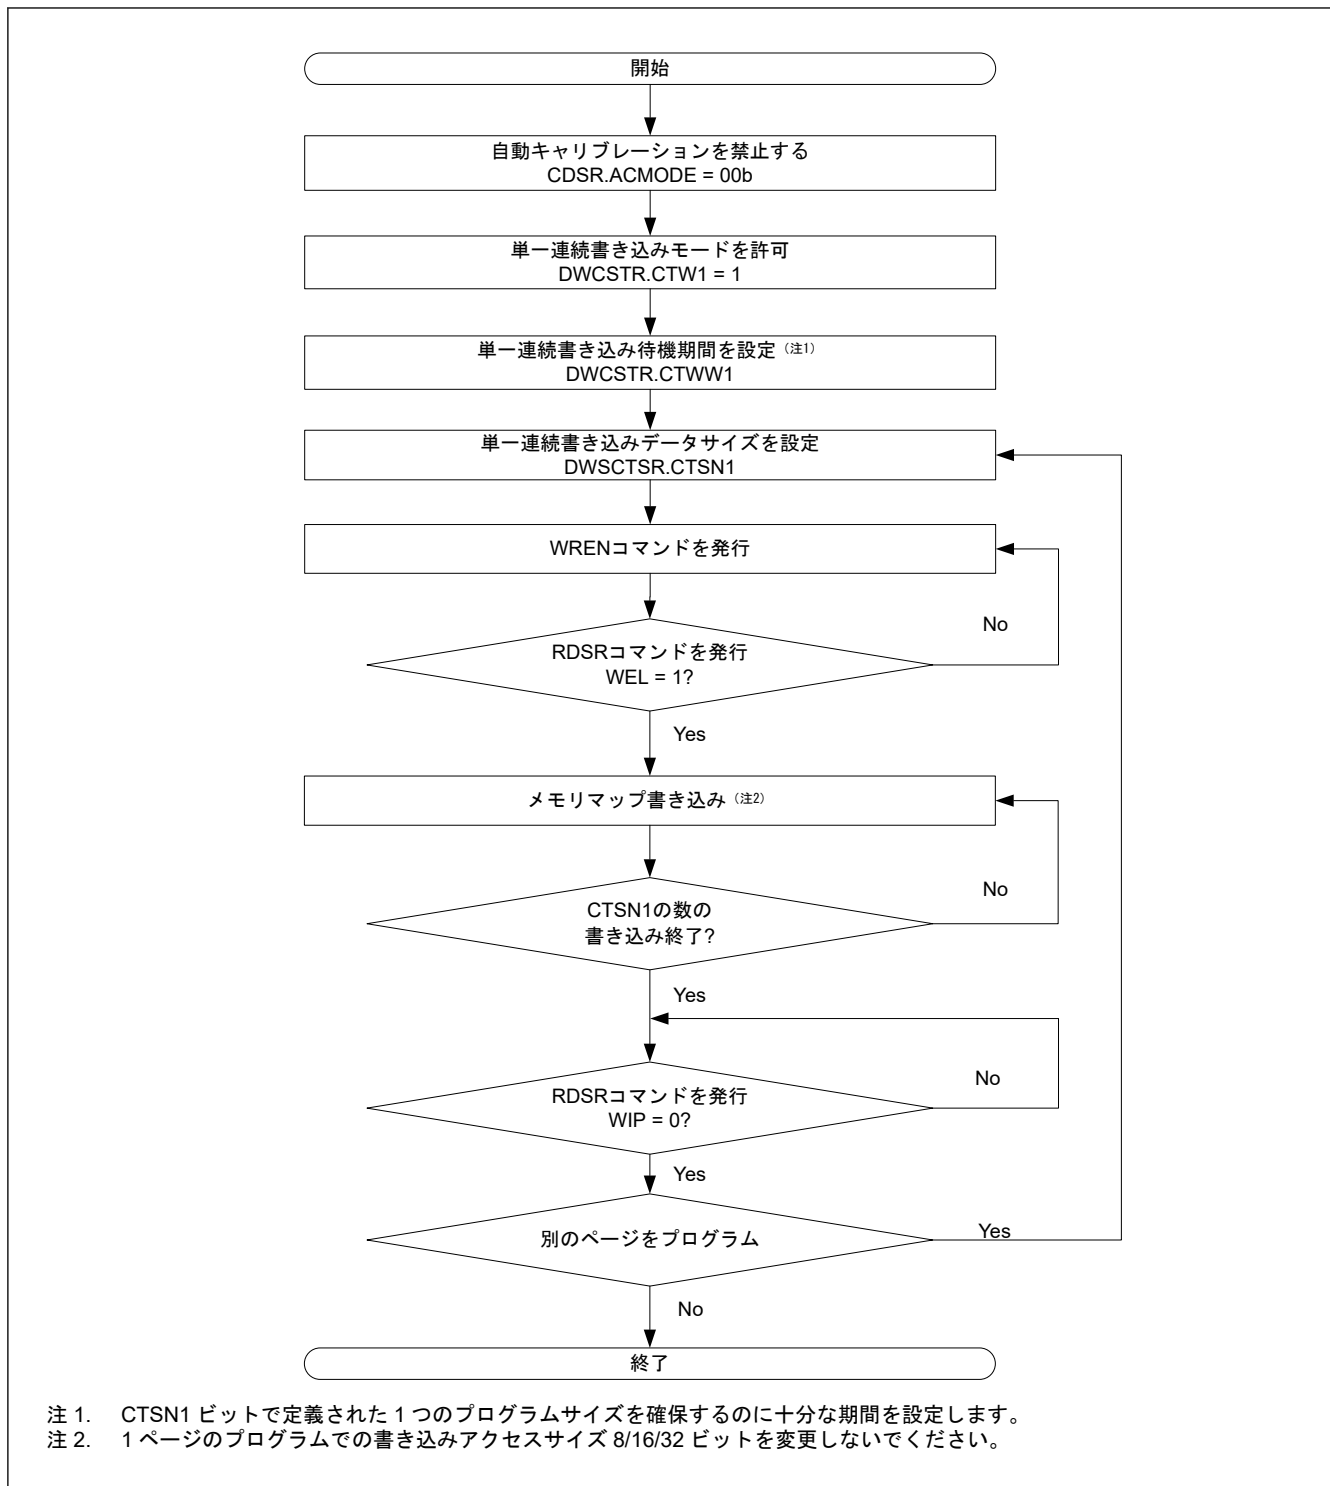 開始
自動キャリブレーションを禁止する
CDSR.ACMODE = 00b
単一連続書き込みモードを許可
DWCSTR.CTW1 = 1
単一連続書き込み待機期間を設定（注1）
DWCSTR.CTWW1
単一連続書き込みデータサイズを設定
DWSCTSR.CTSN1
WRENコマンドを発行
No
RDSRコマンドを発行
WEL = 1?
Yes
メモリマップ書き込み（注2）
No
CTSN1の数の
書き込み終了?
Yes
No
RDSRコマンドを発行
WIP = 0?
Yes
別のページをプログラム
Yes
No
終了
注 1. CTSN1 ビットで定義された 1 つのプログラムサイズを確保するのに十分な期間を設定します。
注 2. 1 ページのプログラムでの書き込みアクセスサイズ 8/16/32 ビットを変更しないでください。